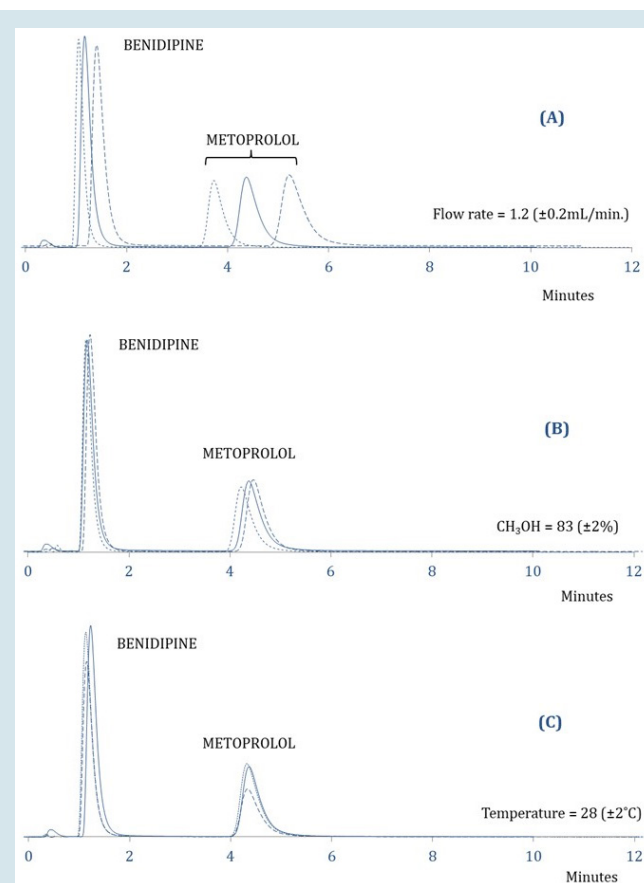 BENIDIPINE
METOPROLOL
(A)
Flow rate = 1.2 (±0.2mL/min.)
0 2 4 6 8 10 12
Minutes
BENIDIPINE
METOPROLOL
(B)
CH₃OH = 83 (±2%)
0 2 4 6 8 10 12
Minutes
BENIDIPINE
METOPROLOL
(C)
Temperature = 28 (±2˚C)
0 2 4 6 8 10 12
Minutes